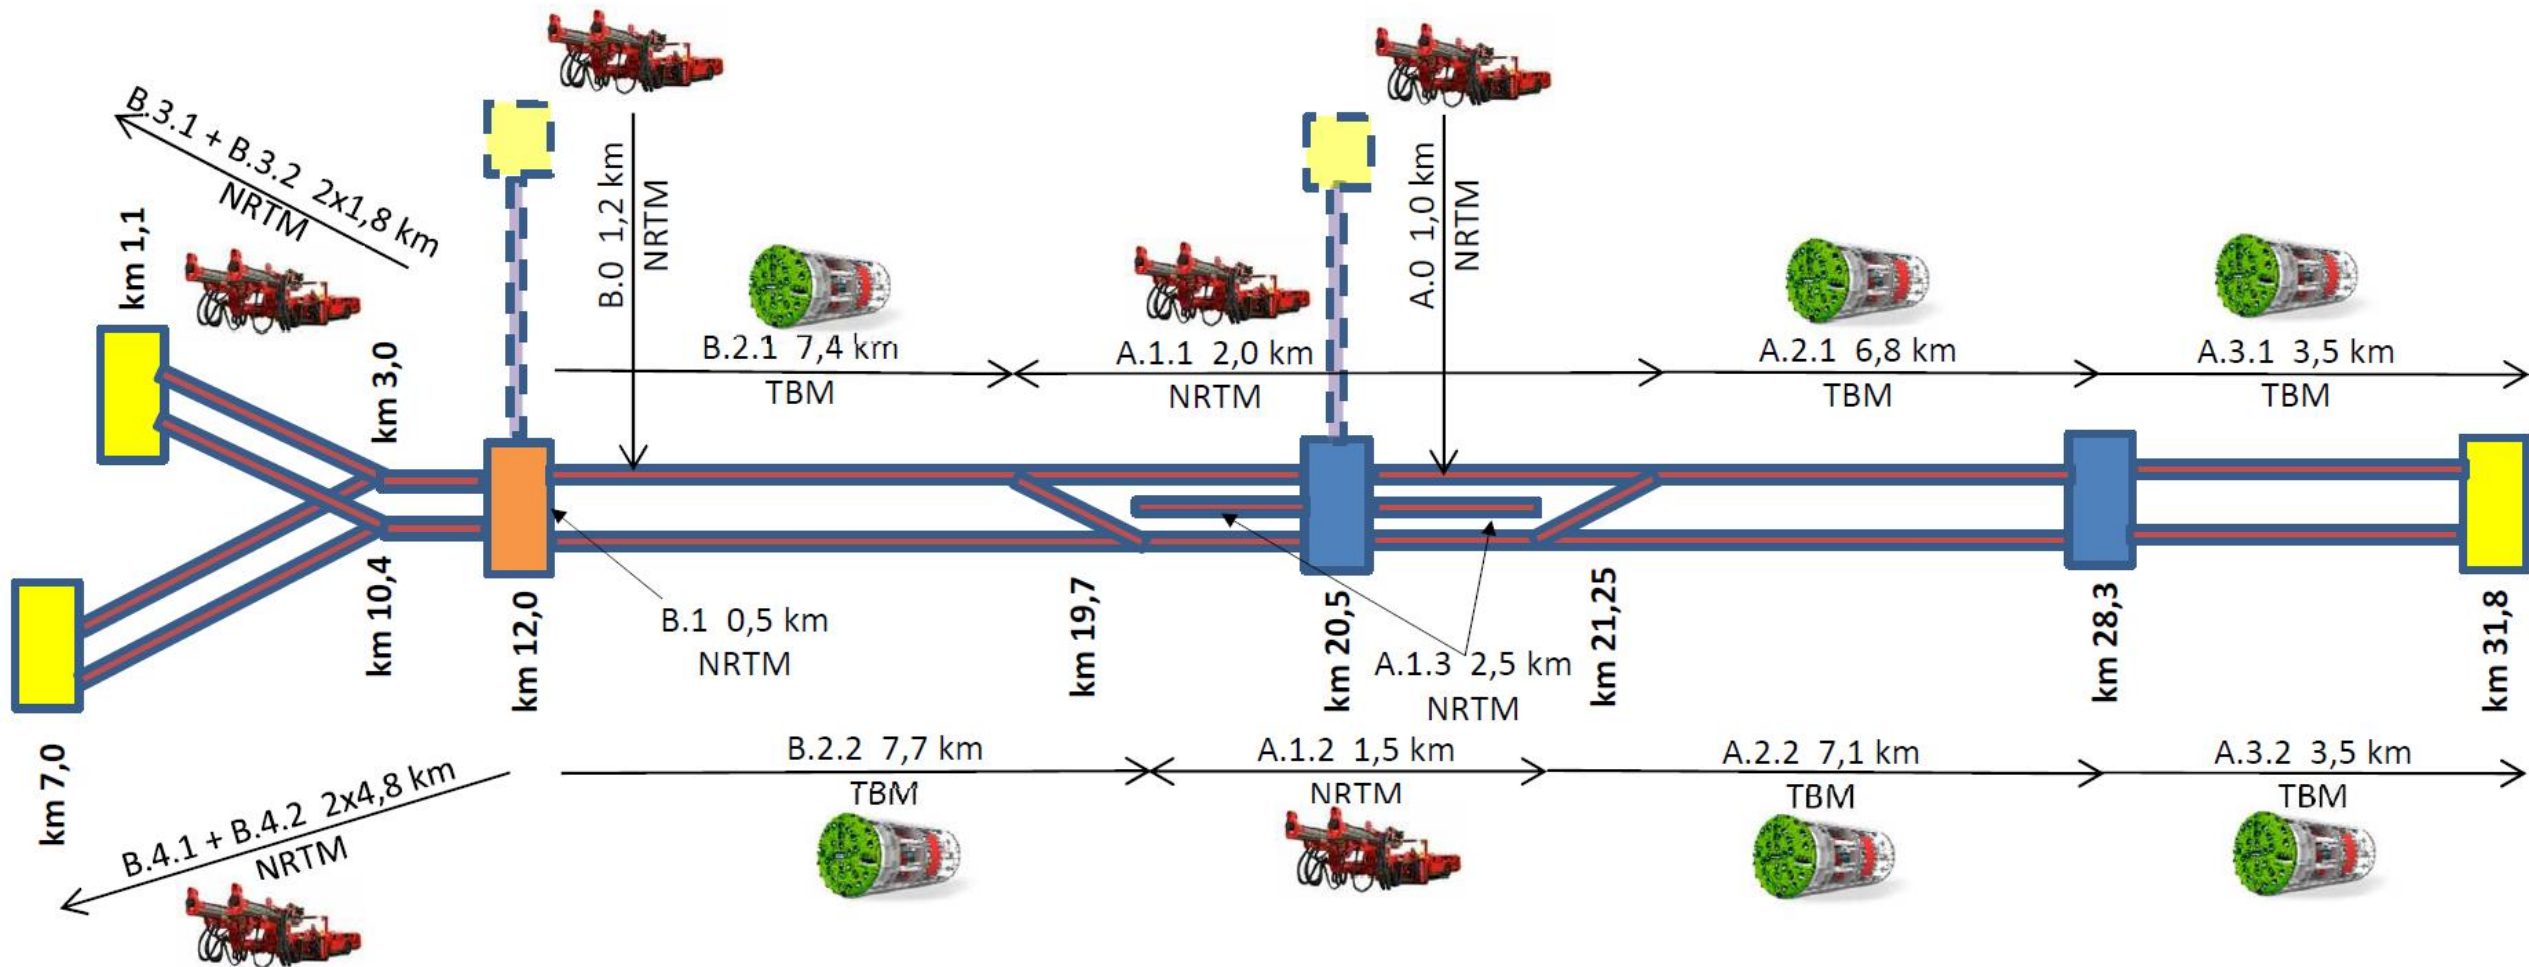 B.3.1 + B.3.2 2x1,8 km
NRTM
km 1,1
km 3,0
B.0 1,2 km
NRTM
B.2.1 7,4 km
TBM
A.1.1 2,0 km
NRTM
A.0 1,0 km
NRTM
A.2.1 6,8 km
TBM
A.3.1 3,5 km
TBM
km 10,4
km 12,0
B.1 0,5 km
NRTM
km 19,7
km 20,5
A.1.3 2,5 km
NRTM
km 21,25
km 28,3
km 31,8
km 7,0
B.4.1 + B.4.2 2x4,8 km
NRTM
B.2.2 7,7 km
TBM
A.1.2 1,5 km
NRTM
A.2.2 7,1 km
TBM
A.3.2 3,5 km
TBM